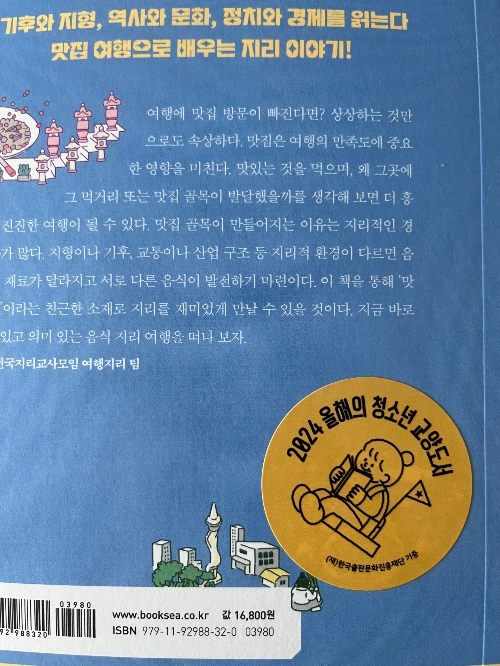 기후와 지형, 역사와 문화, 정치와 경제를 읽는다
맛집 여행으로 배우는 지리 이야기!
여행에 맛집 방문이 빠진다면? 상상하는 것만
으로도 속상하다. 맛집은 여행의 만족도에 중요
한 영향을 미친다. 맛있는 것을 먹으며, 왜 그곳에
그 먹거리 또는 맛집 골목이 발달했을까를 생각해 보면 더 흥
진진한 여행이 될 수 있다. 맛집 골목이 만들어지는 이유는 지리적인 경
가 많다. 지형이나 기후, 교통이나 산업 구조 등 지리적 환경이 다르면 음
재료가 달라지고 서로 다른 음식이 발전하기 마련이다. 이 책을 통해 ‘맛
’이라는 친근한 소재로 지리를 재미있게 만날 수 있을 것이다. 지금 바로
있고 의미 있는 음식 지리 여행을 떠나 보자.
전국지리교사모임 여행지리 팀
2024 올해의 청소년 교양도서
(재)한국출판문화진흥재단 기증
03980
92 988320
www.booksea.co.kr 값 16,800원
ISBN 979-11-92988-32-0 03980